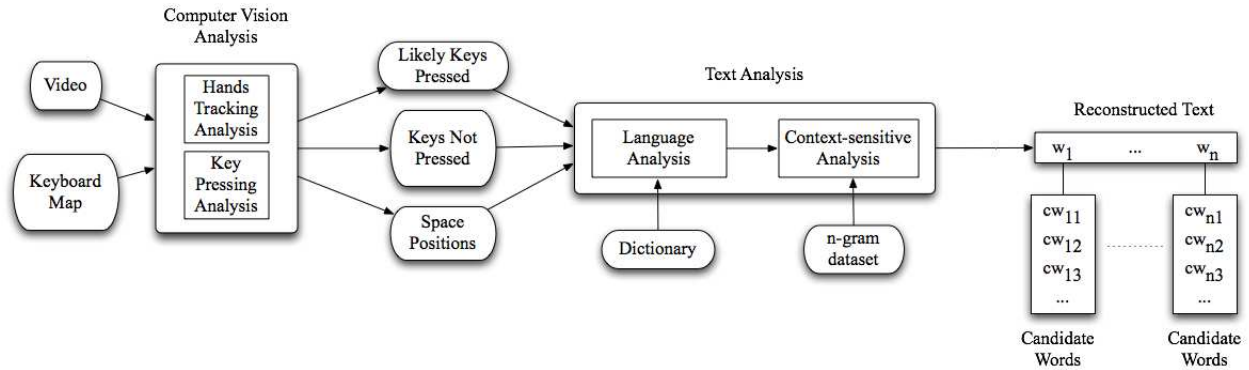 Computer Vision
Analysis
Video
Keyboard
Map
Hands
Tracking
Analysis
Key
Pressing
Analysis
Likely Keys
Pressed
Keys Not
Pressed
Space
Positions
Text Analysis
Language
Analysis
Context-sensitive
Analysis
Dictionary
n-gram
dataset
Reconstructed Text
w1 ... wn
cw11
cw12
cw13
...
cwn1
cwn2
cwn3
...
Candidate
Words
Candidate
Words